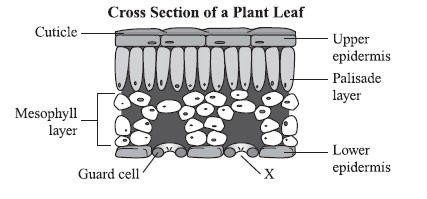 Cross Section of a Plant Leaf
Cuticle
Upper
epidermis
Palisade
layer
Mesophyll
layer
Lower
epidermis
Guard cell
X